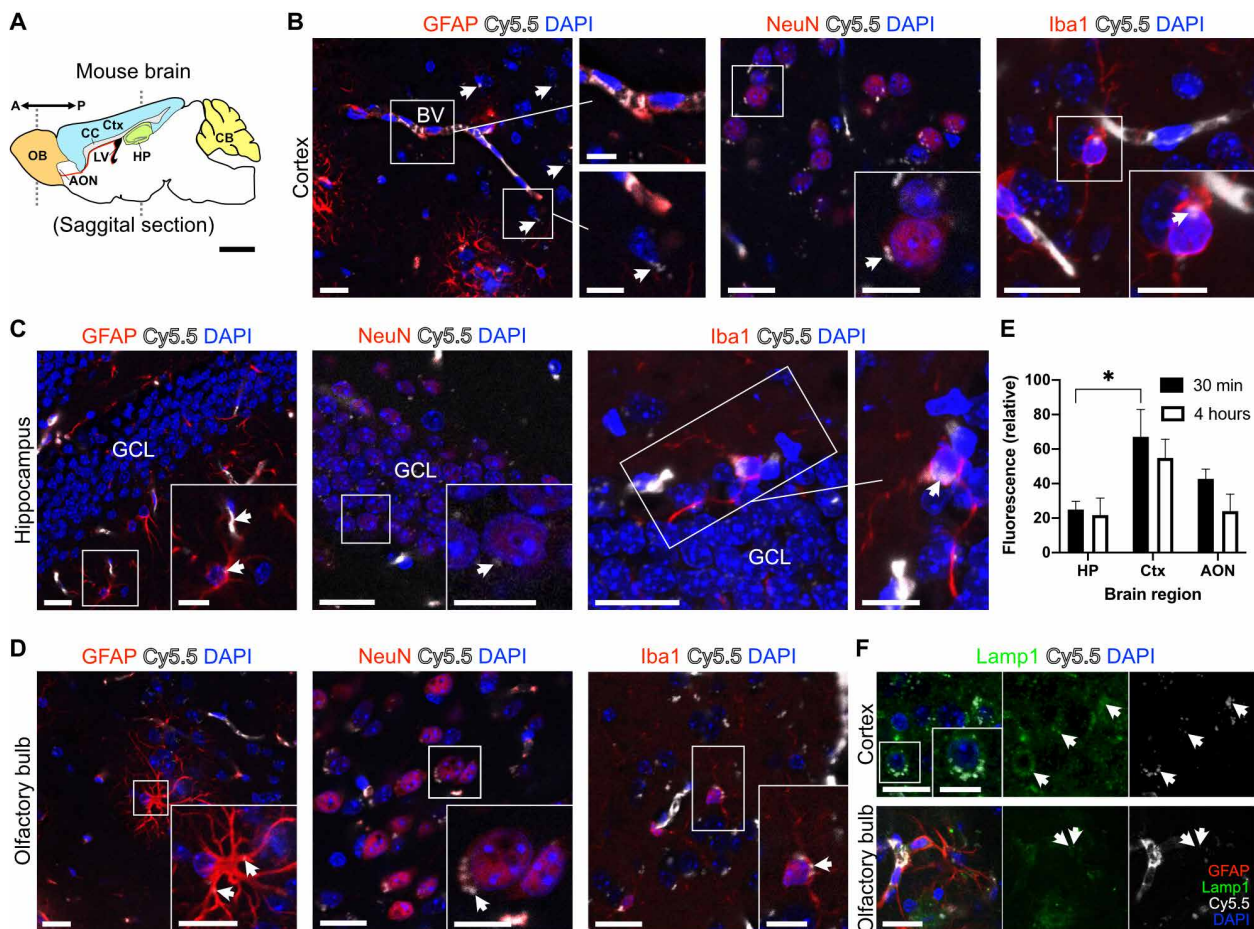 A
Mouse brain
A P
Ctx
CC
OB
LV
HP
CB
AON
(Saggital section)
B
GFAP Cy5.5 DAPI
NeuN Cy5.5 DAPI
Iba1 Cy5.5 DAPI
Cortex
BV
C
GFAP Cy5.5 DAPI
NeuN Cy5.5 DAPI
Iba1 Cy5.5 DAPI
Hippocampus
GCL
GCL
GCL
E
Fluorescence (relative)
100
80
60
40
20
0
*
30 min
4 hours
HP Ctx AON
Brain region
D
GFAP Cy5.5 DAPI
NeuN Cy5.5 DAPI
Iba1 Cy5.5 DAPI
Olfactory bulb
F
Lamp1 Cy5.5 DAPI
Cortex
Olfactory bulb
GFAP
Lamp1
Cy5.5
DAPI